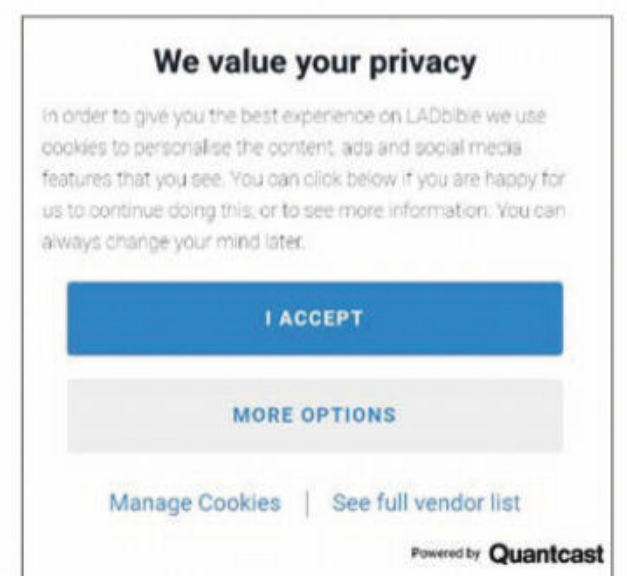 We value your privacy
In order to give you the best experience on LADbible we use
cookies to personalise the content, ads and social media
features that you see. You can click below if you are happy for
us to continue doing this, or to see more information. You can
always change your mind later.
I ACCEPT
MORE OPTIONS
Manage Cookies | See full vendor list
Powered by Quantcast